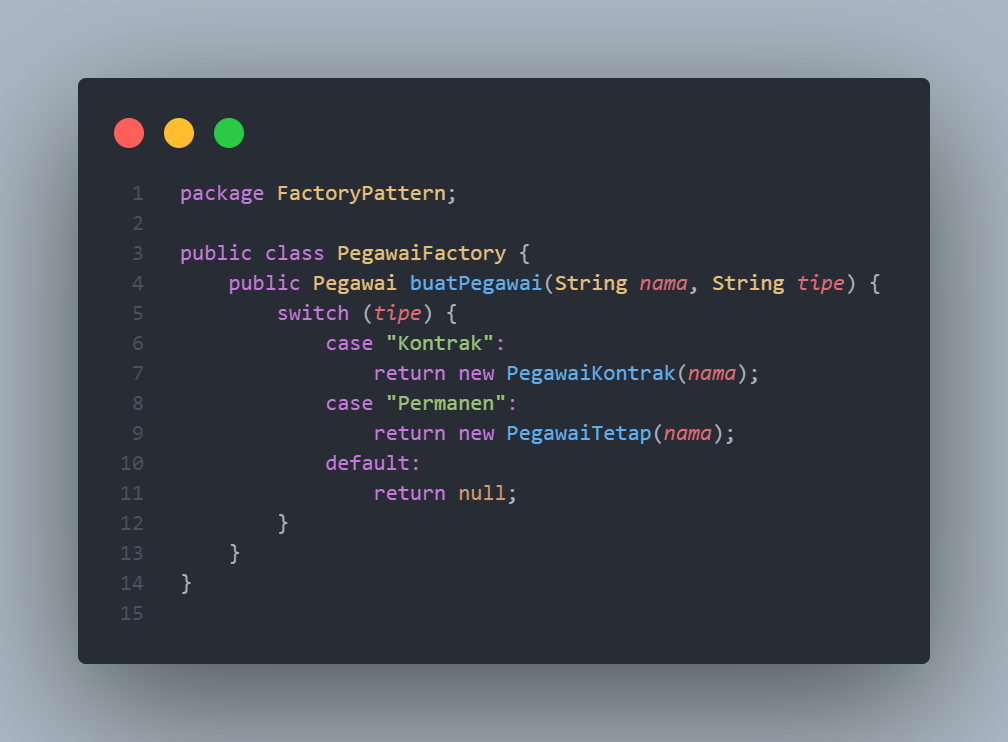 1 package FactoryPattern;
2
3 public class PegawaiFactory {
4     public Pegawai buatPegawai(String nama, String tipe) {
5         switch (tipe) {
6             case "Kontrak":
7                 return new PegawaiKontrak(nama);
8             case "Permanen":
9                 return new PegawaiTetap(nama);
10             default:
11                 return null;
12         }
13     }
14 }
15